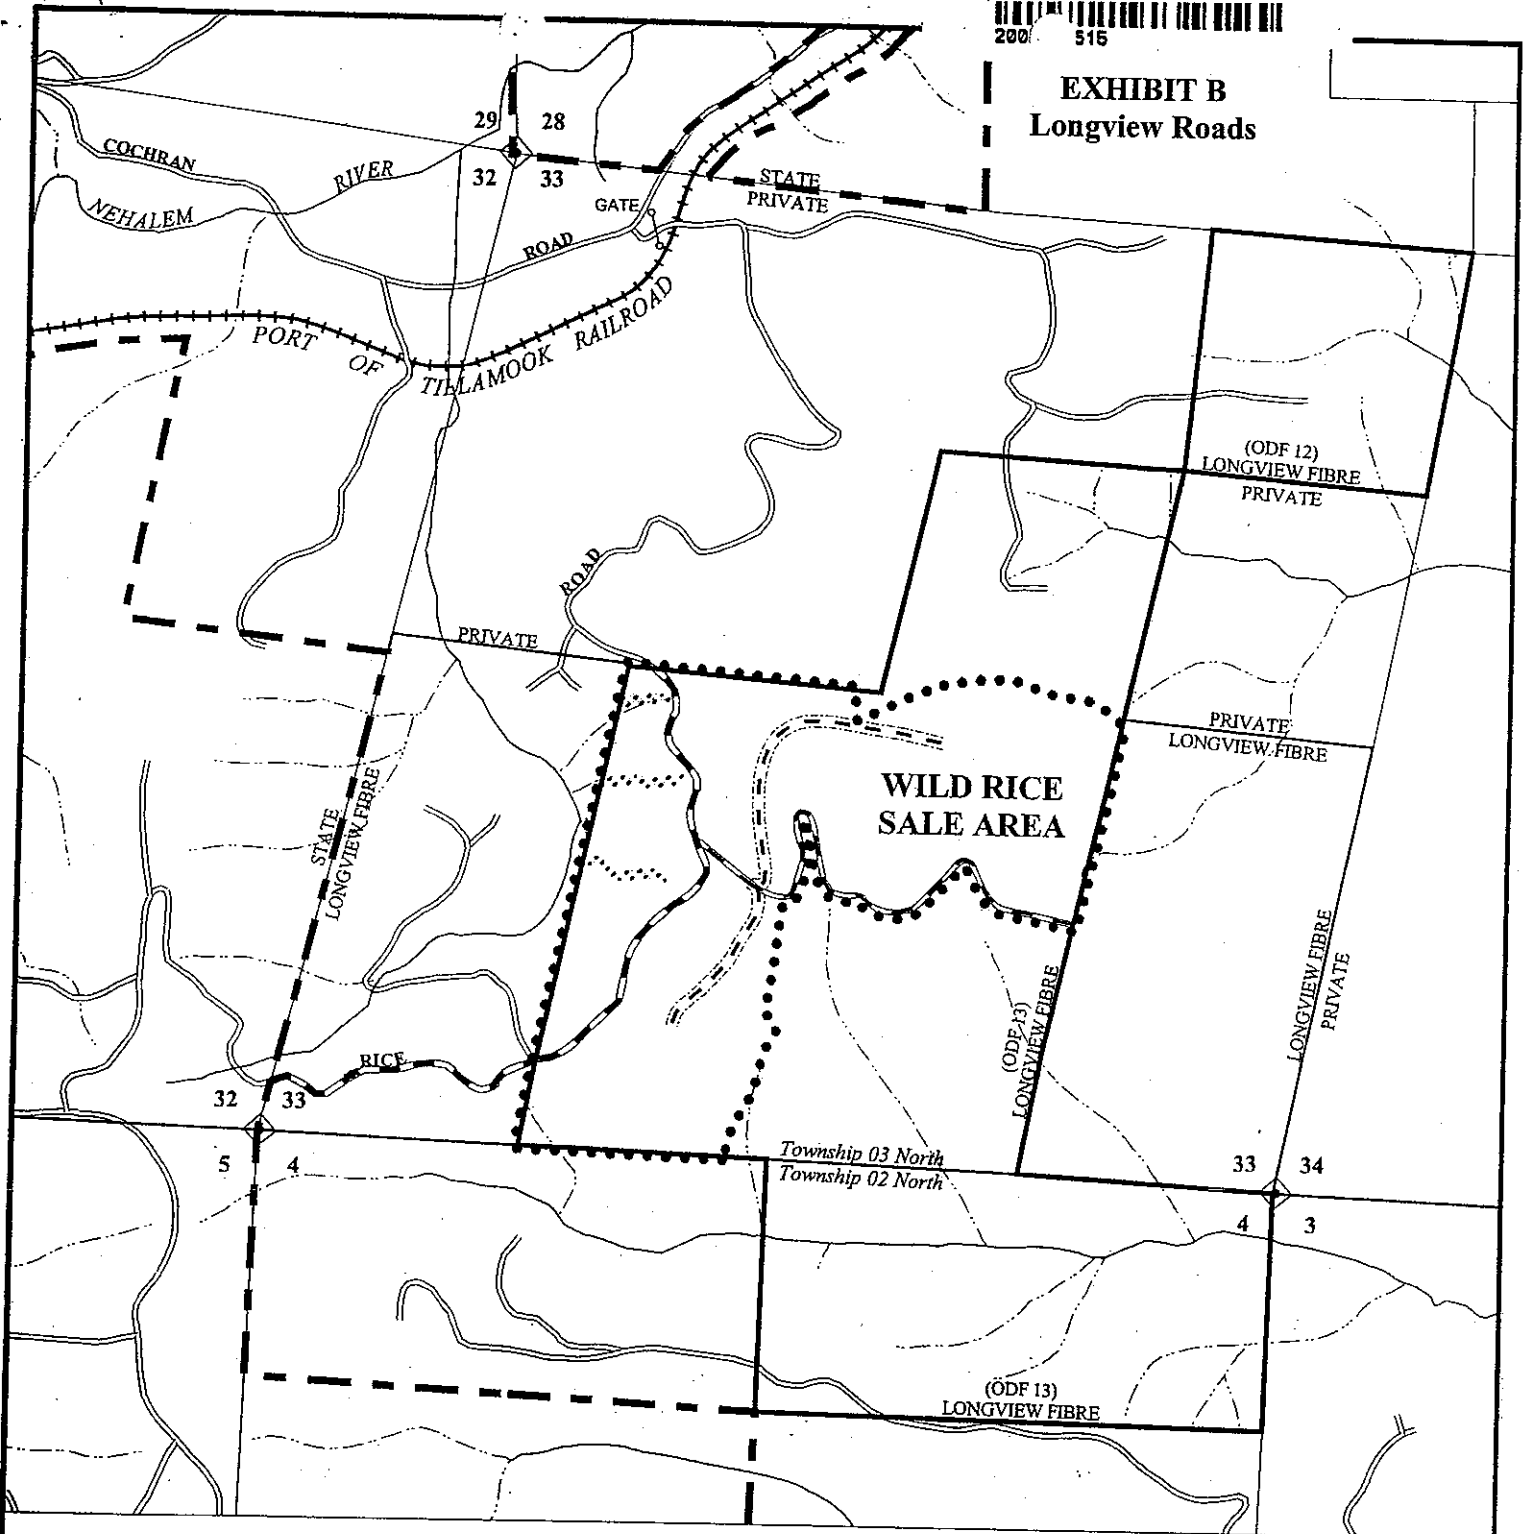 200 515
EXHIBIT B
Longview Roads
29 28
32 33
COCHRAN
RIVER
NEHALEM
GATE
STATE
PRIVATE
ROAD
PORT OF TILLAMOOK RAILROAD
(ODF 12)
LONGVIEW FIBRE
PRIVATE
ROAD
PRIVATE
PRIVATE
LONGVIEW FIBRE
WILD RICE
SALE AREA
STATE
LONGVIEW FIBRE
LONGVIEW FIBRE
PRIVATE
(ODF 13)
LONGVIEW FIBRE
RICE
32 33
5 4
Township 03 North
Township 02 North
33 34
4 3
(ODF 13)
LONGVIEW FIBRE